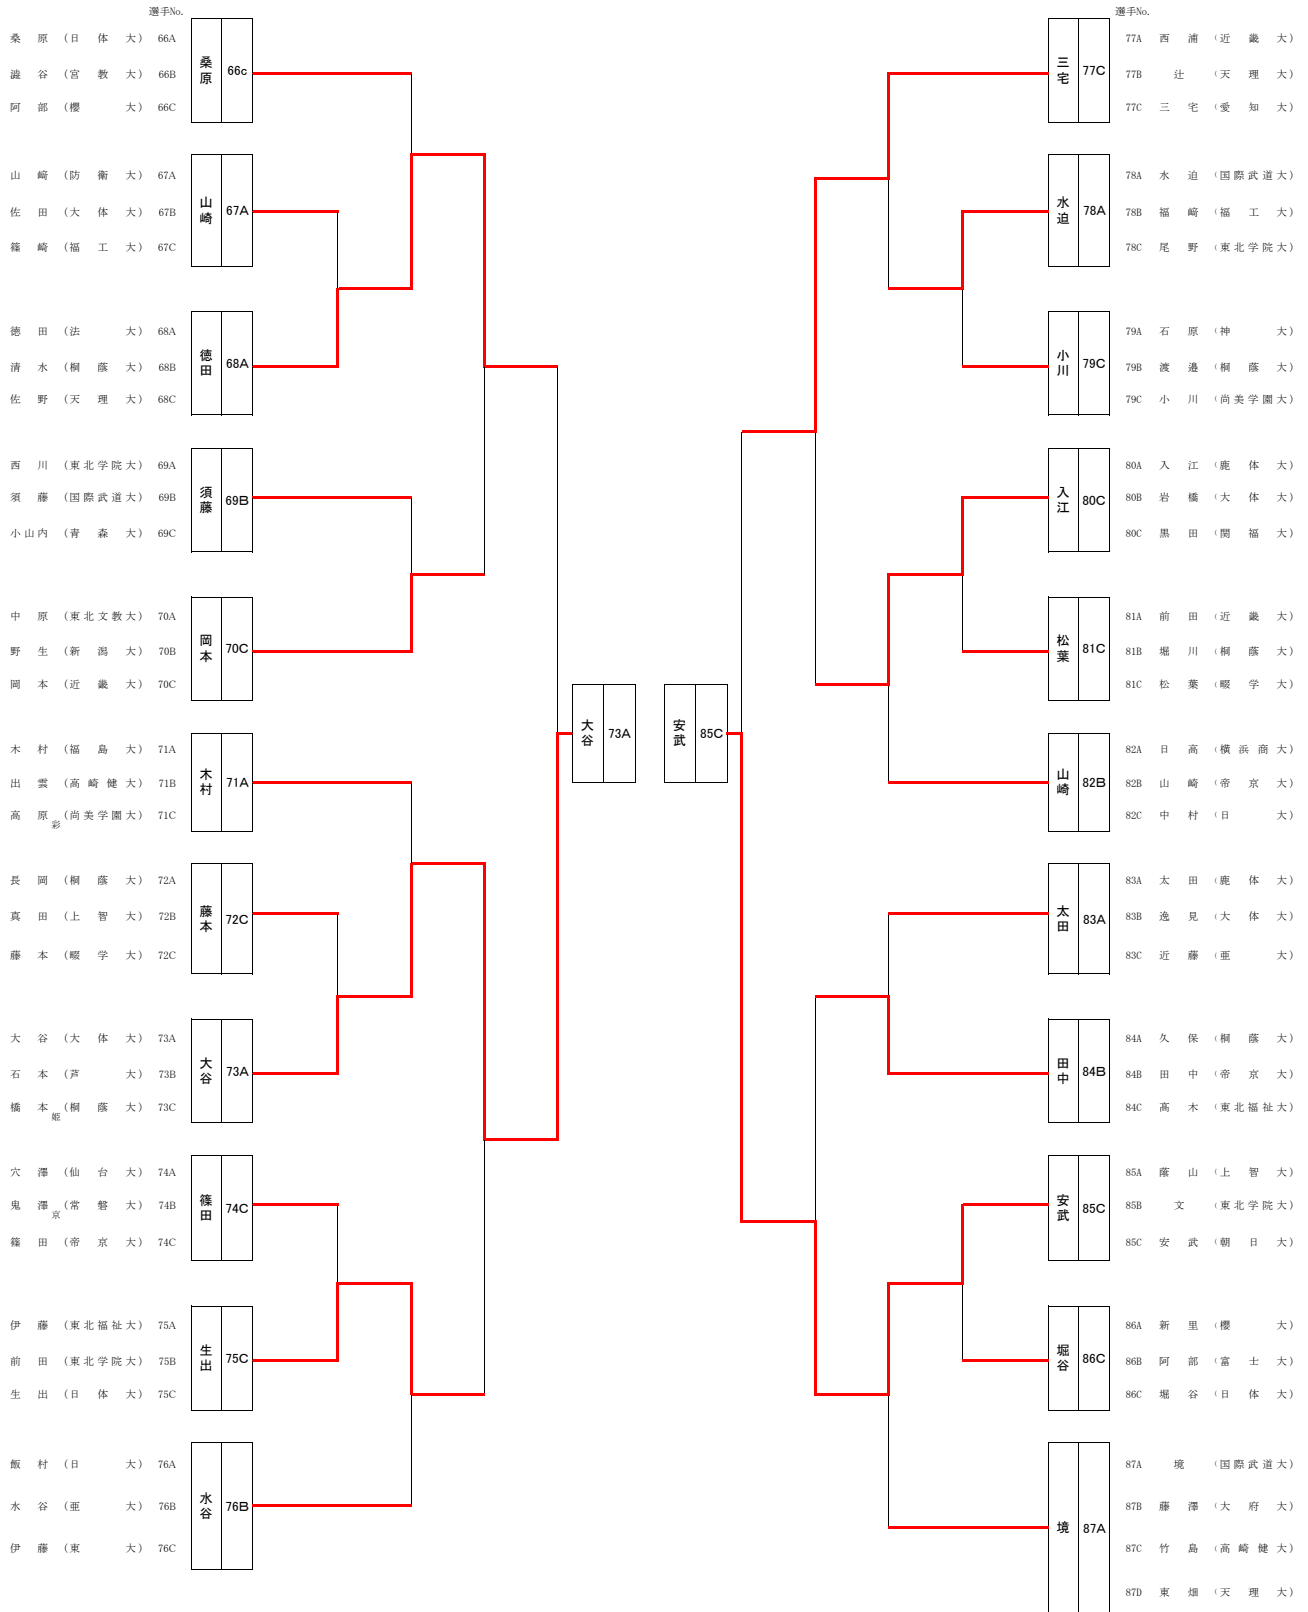 選手No.
桑原（日体大）66A
澁谷（宮教大）66B
阿部（櫻大）66C
桑原 66c
山﨑（防衛大）67A
佐田（大体大）67B
篠崎（福工大）67C
山崎 67A
徳田（法大）68A
清水（桐蔭大）68B
佐野（天理大）68C
徳田 68A
西川（東北学院大）69A
須藤（国際武道大）69B
小山内（青森大）69C
須藤 69B
中原（東北文教大）70A
野生（新潟大）70B
岡本（近畿大）70C
岡本 70C
木村（福島大）71A
出雲（高崎健大）71B
高原彩（尚美学園大）71C
木村 71A
長岡（桐蔭大）72A
真田（上智大）72B
藤本（畷学大）72C
藤本 72C
大谷（大体大）73A
石本（芦大）73B
橋本姫（桐蔭大）73C
大谷 73A
穴澤（仙台大）74A
鬼澤京（常磐大）74B
篠田（帝京大）74C
篠田 74C
伊藤（東北福祉大）75A
前田（東北学院大）75B
生出（日体大）75C
生出 75C
飯村（日大）76A
水谷（亜大）76B
伊藤（東大）76C
水谷 76B
大谷 73A
安武 85C
選手No.
三宅 77C
77A 西浦（近畿大）
77B 辻（天理大）
77C 三宅（愛知大）
水迫 78A
78A 水迫（国際武道大）
78B 福﨑（福工大）
78C 尾野（東北学院大）
小川 79C
79A 石原（神大）
79B 渡邉（桐蔭大）
79C 小川（尚美学園大）
入江 80C
80A 入江（鹿体大）
80B 岩橋（大体大）
80C 黒田（関福大）
松葉 81C
81A 前田（近畿大）
81B 堀川（桐蔭大）
81C 松葉（畷学大）
山崎 82B
82A 日高（横浜商大）
82B 山崎（帝京大）
82C 中村（日大）
太田 83A
83A 太田（鹿体大）
83B 逸見（大体大）
83C 近藤（亜大）
田中 84B
84A 久保（桐蔭大）
84B 田中（帝京大）
84C 髙木（東北福祉大）
安武 85C
85A 蔭山（上智大）
85B 文（東北学院大）
85C 安武（朝日大）
堀谷 86C
86A 新里（櫻大）
86B 阿部（富士大）
86C 堀谷（日体大）
境 87A
87A 境（国際武道大）
87B 藤澤（大府大）
87C 竹島（高崎健大）
87D 東畑（天理大）